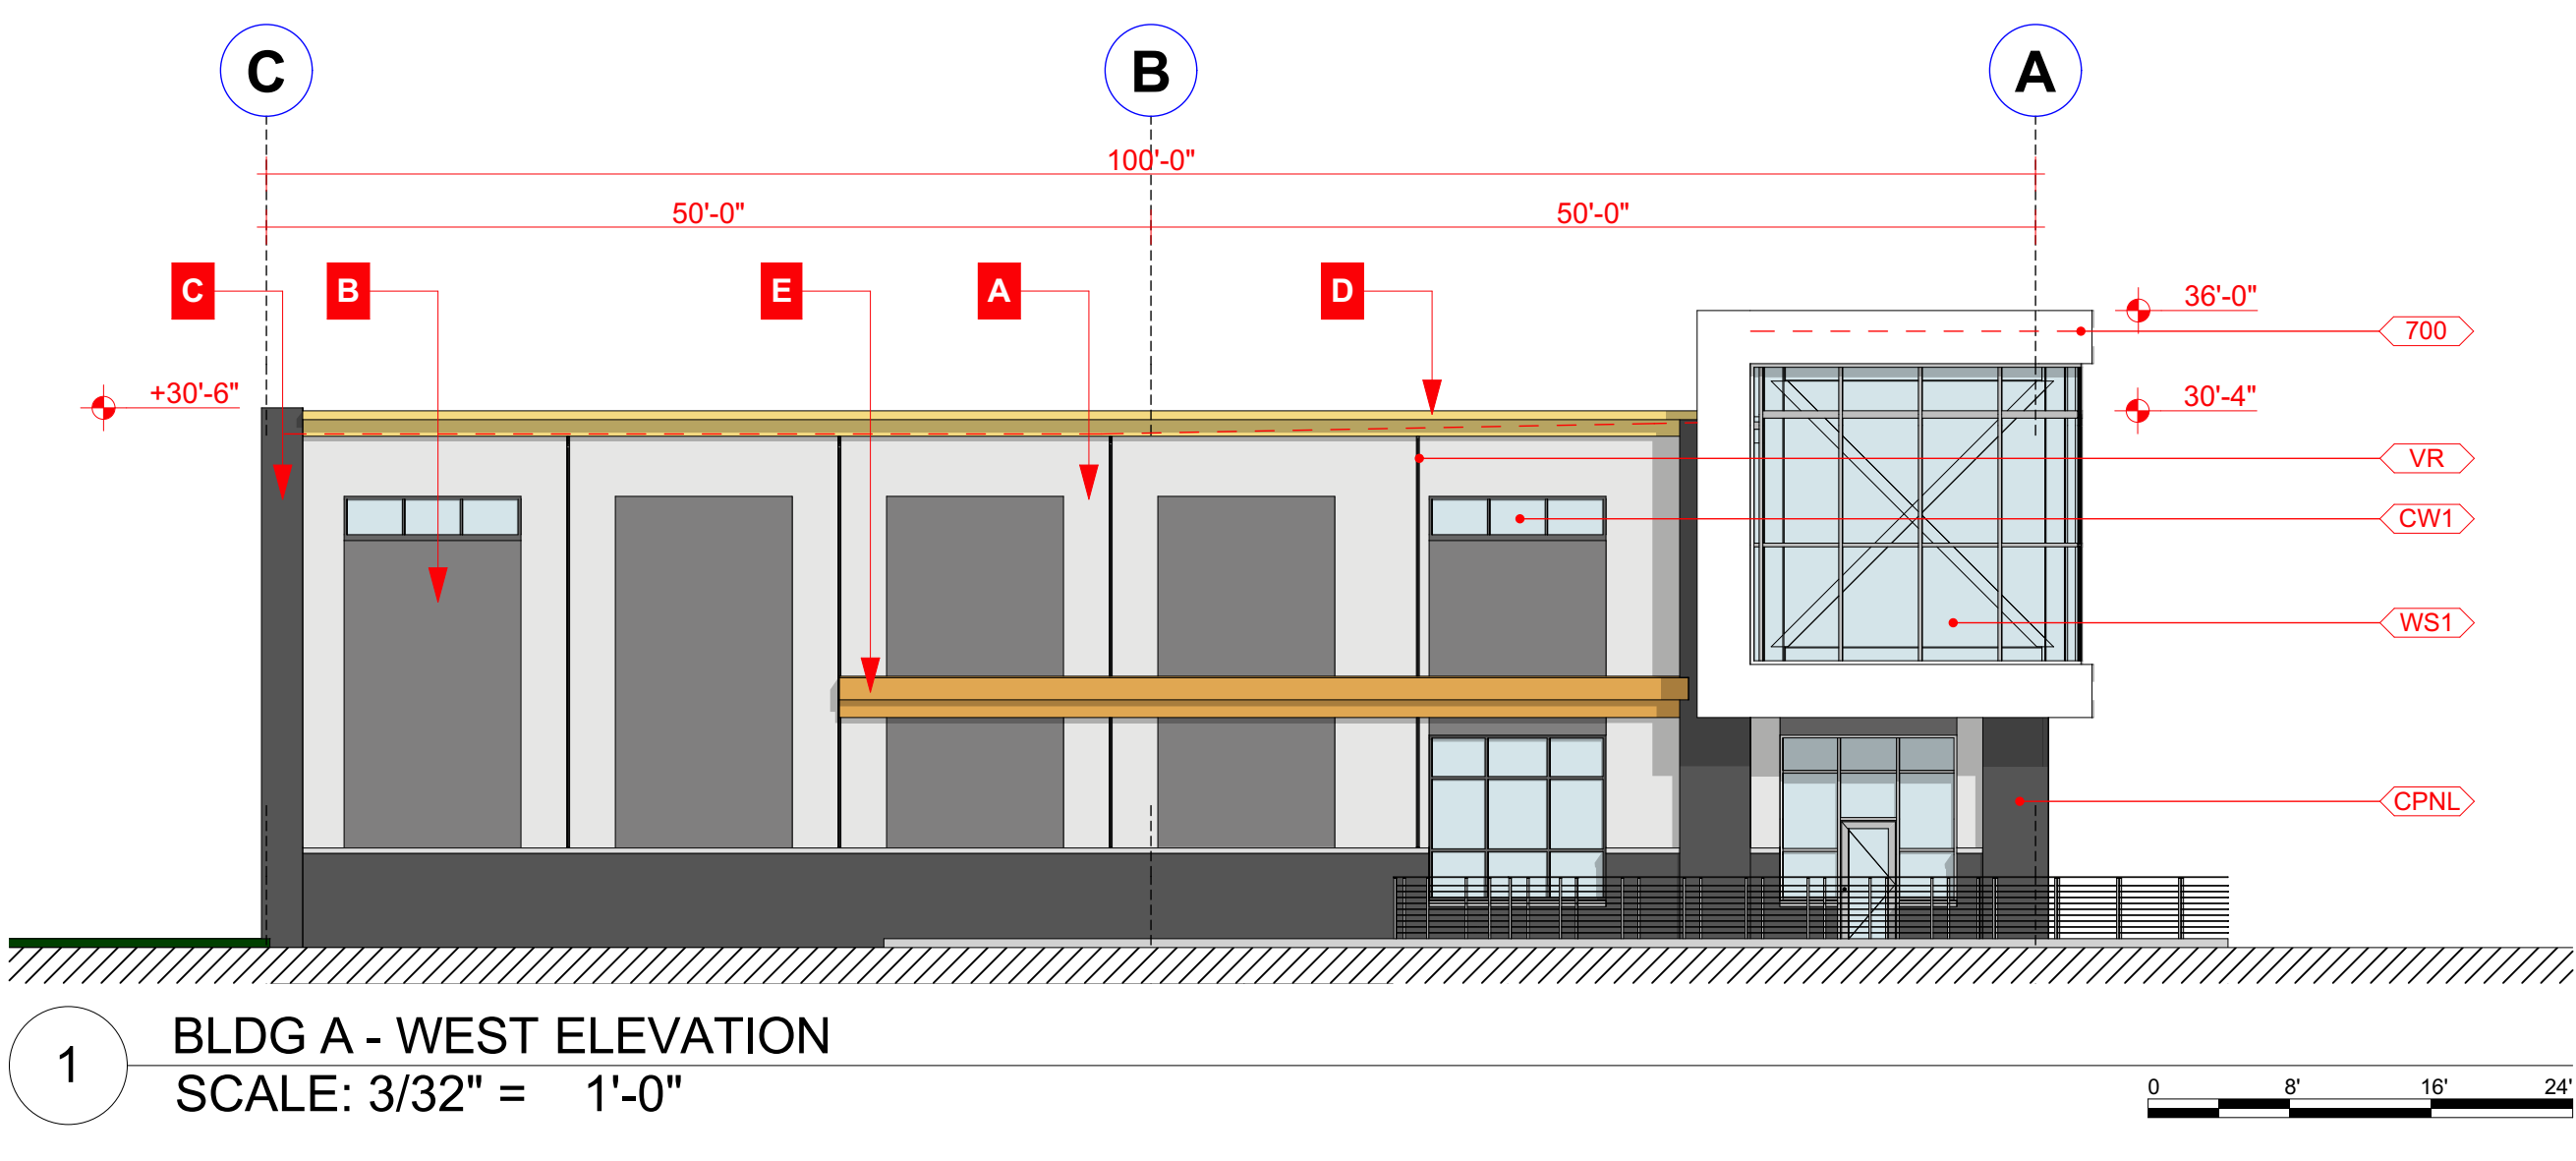 C B A
100'-0"
50'-0" 50'-0"
C B E A D
36'-0"
700
+30'-6" 30'-4"
VR
CW1
WS1
CPNL
1
BLDG A - WEST ELEVATION
SCALE: 3/32" = 1'-0"
0 8' 16' 24'